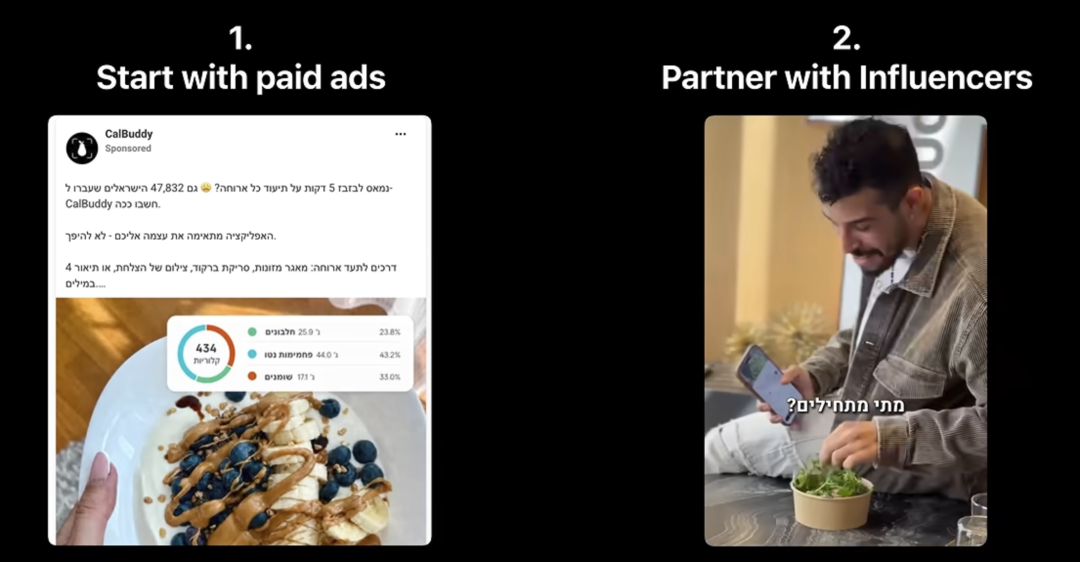 1.
Start with paid ads
CalBuddy
Sponsored
נמאס לבזבז 5 דקות על תיעוד כל ארוחה? 😩 גם 47,832 הישראלים שעברו ל-
CalBuddy חשבו ככה.
האפליקציה מתאימה את עצמה אליכם - לא להיפך.
4 דרכים לתעד ארוחה: מאגר מזונות, סריקת ברקוד, צילום של הצלחת, או תיאור
במילים....
434
קלוריות
חלבונים 25.9 ג' 23.8%
פחמימות נטו 44.0 ג' 43.2%
שומנים 17.1 ג' 33.0%
2.
Partner with Influencers
מתי מתחילים?